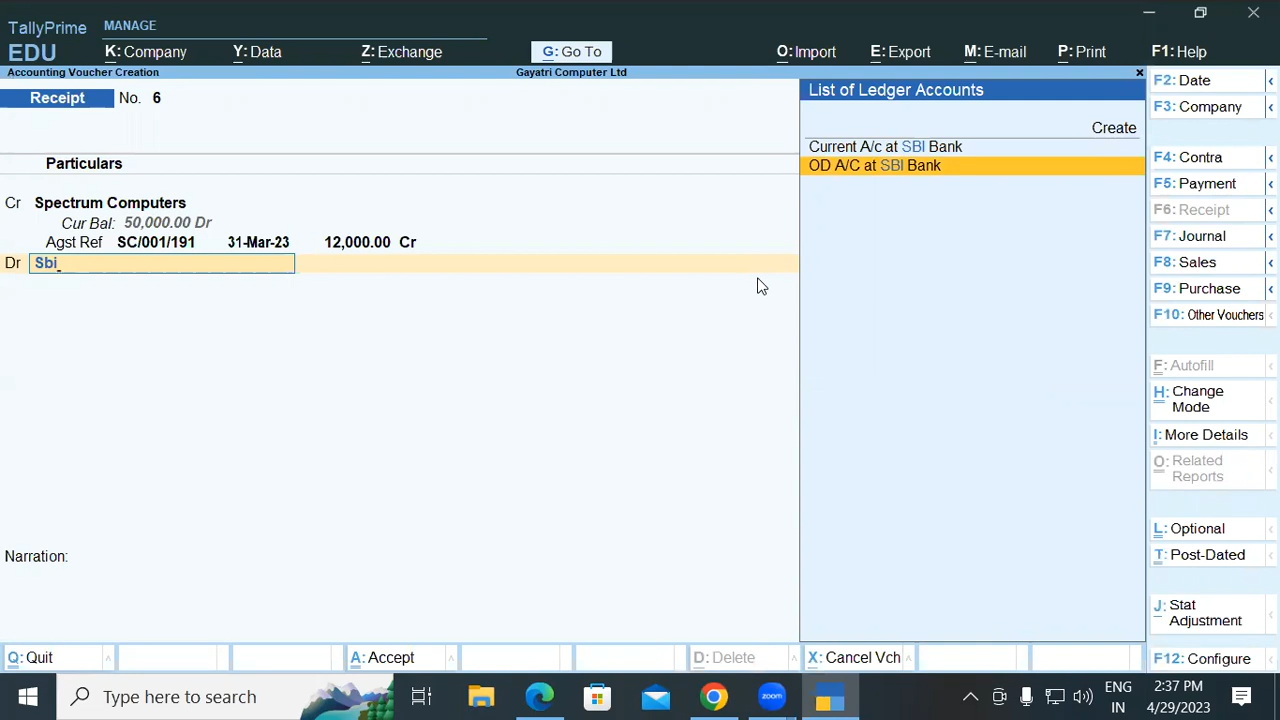 TallyPrime
MANAGE
EDU
K: Company
Y: Data
Z: Exchange
G: Go To
O: Import
E: Export
M: E-mail
P: Print
F1: Help
Accounting Voucher Creation
Gayatri Computer Ltd
Receipt No. 6
Particulars
Cr Spectrum Computers
Cur Bal: 50,000.00 Dr
Agst Ref SC/001/191 31-Mar-23 12,000.00 Cr
Dr Sbi
Narration:
List of Ledger Accounts
Create
Current A/c at SBI Bank
OD A/C at SBI Bank
F2: Date
F3: Company
F4: Contra
F5: Payment
F6: Receipt
F7: Journal
F8: Sales
F9: Purchase
F10: Other Vouchers
F: Autofill
H: Change
Mode
I: More Details
O: Related
Reports
L: Optional
T: Post-Dated
J: Stat
Adjustment
F12: Configure
Q: Quit
A: Accept
D: Delete
X: Cancel Vch
Type here to search
zoom
ENG
IN
2:37 PM
4/29/2023